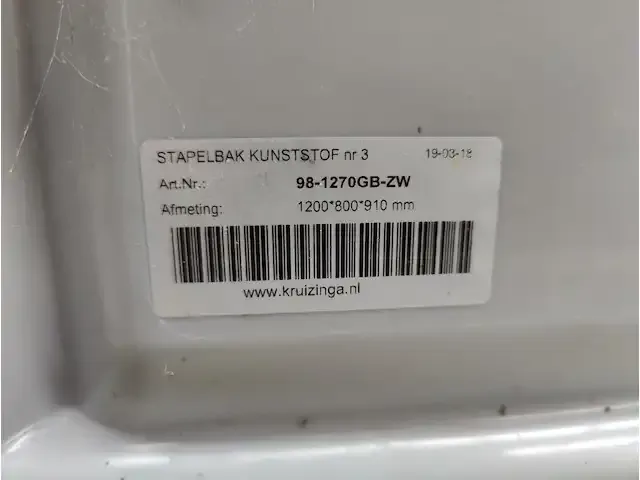 STAPELBAK KUNSTSTOF nr 3 19-03-18
Art.Nr.: 98-1270GB-ZW
Afmeting: 1200*800*910 mm
www.kruizinga.nl